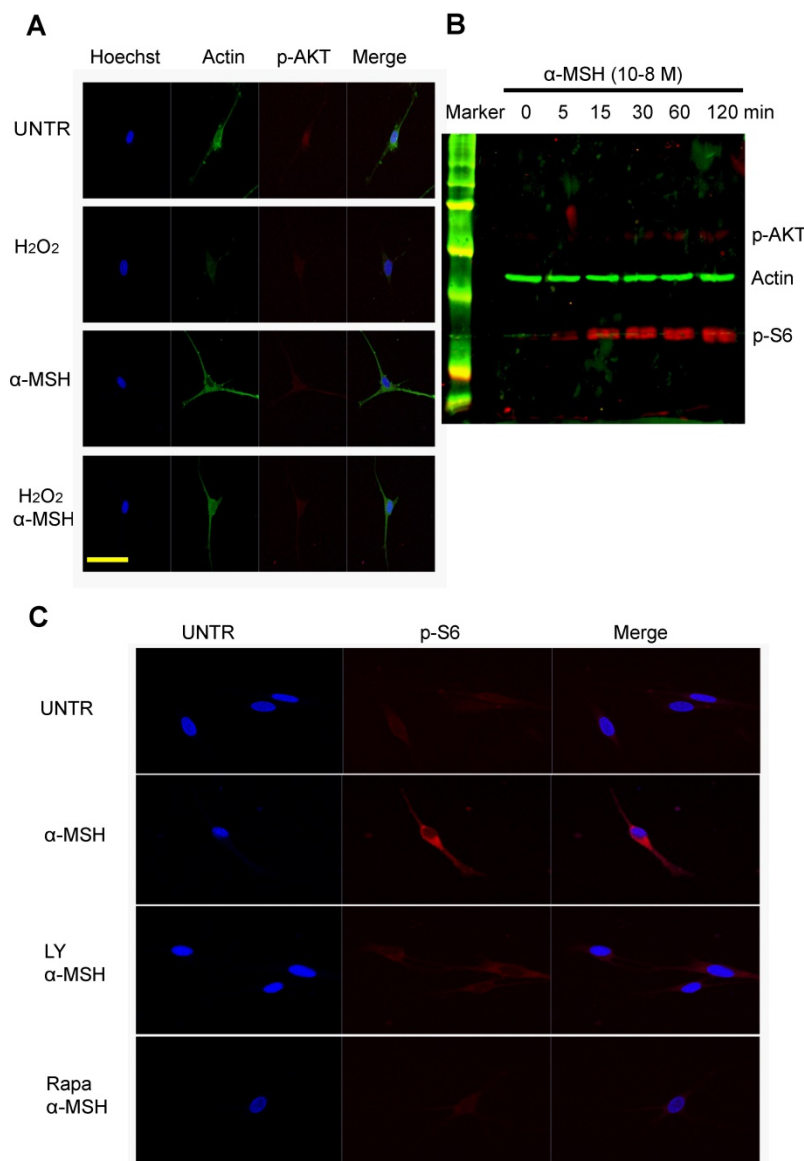 A
Hoechst Actin p-AKT Merge
UNTR
H2O2
α-MSH
H2O2
α-MSH
B
α-MSH (10-8 M)
Marker 0 5 15 30 60 120 min
p-AKT
Actin
p-S6
C
UNTR p-S6 Merge
UNTR
α-MSH
LY
α-MSH
Rapa
α-MSH